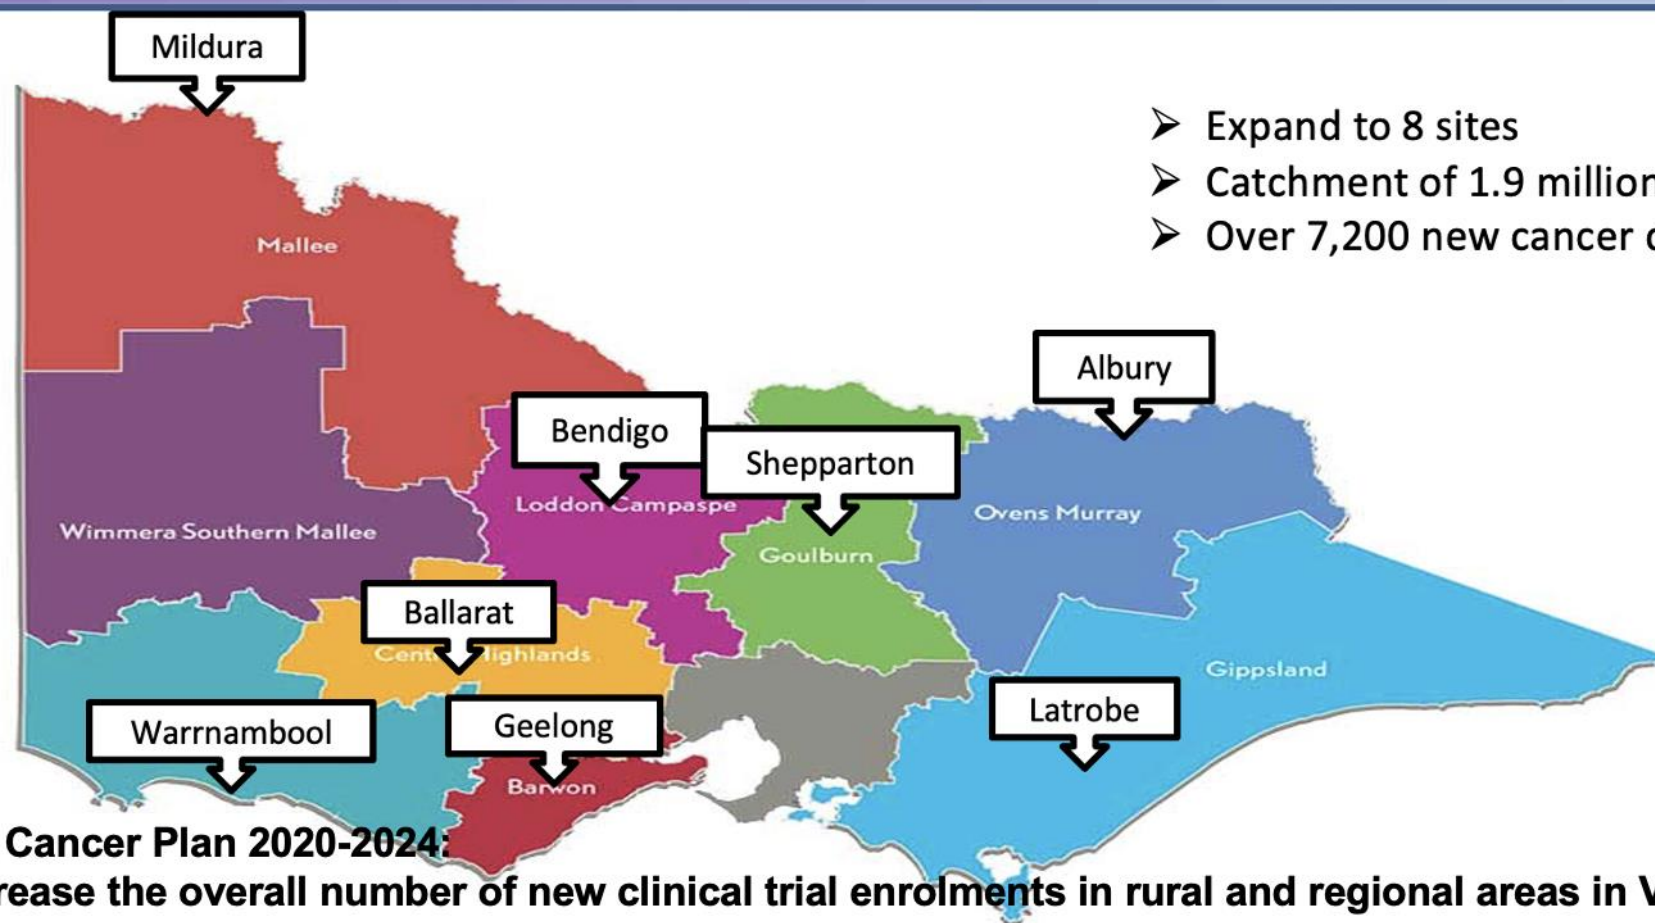 Mildura
Expand to 8 sites
Catchment of 1.9 million
Over 7,200 new cancer
Mallee
Albury
Bendigo
Shepparton
Loddon Campaspe
Ovens Murray
Wimmera Southern Mallee
Goulburn
Ballarat
Highlands
Gippsland
Latrobe
Warrnambool
Geelong
Barwon
Cancer Plan 2020-2024:
the overall number of new clinical trial enrolments in rural and regional areas in